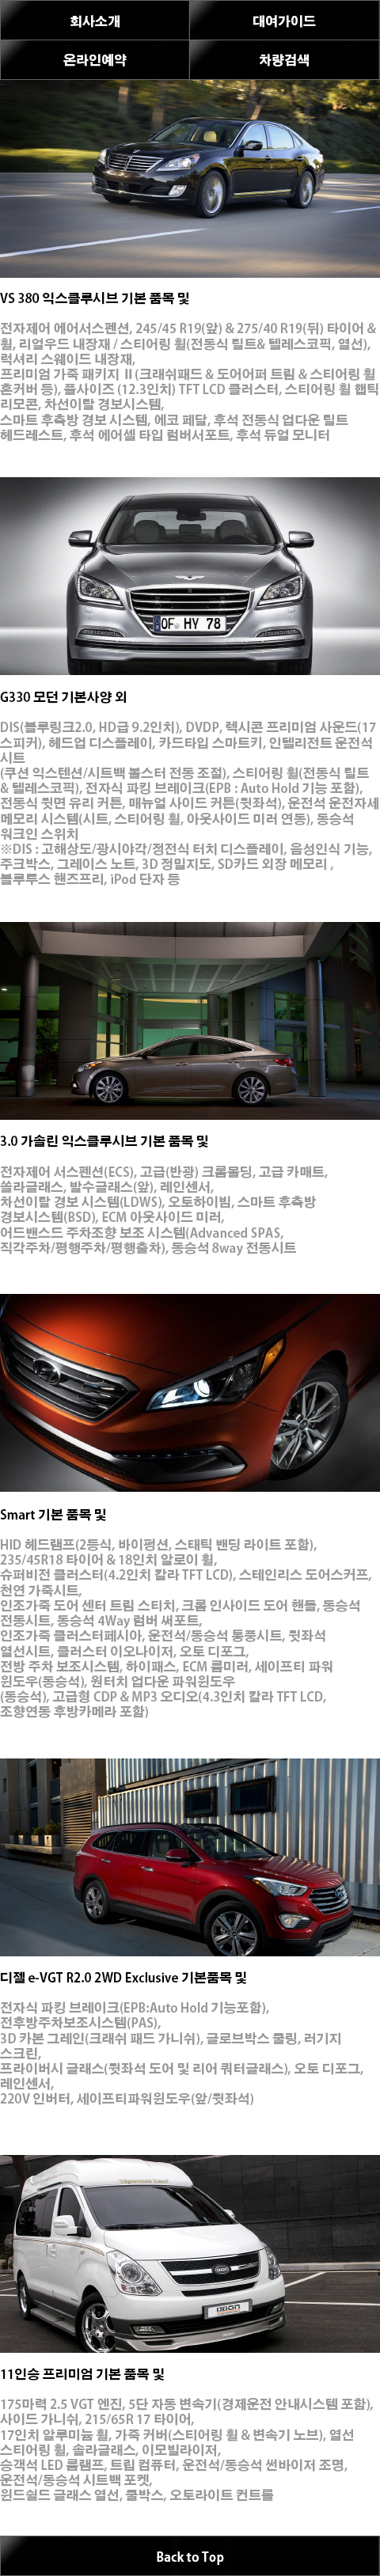 회사소개
대여가이드
온라인예약
차량검색
VS 380 익스클루시브 기본 품목 및
전자제어 에어서스펜션, 245/45 R19(앞) & 275/40 R19(뒤) 타이어 &
휠, 리얼우드 내장재 / 스티어링 휠(전동식 틸트& 텔레스코픽, 열선),
럭셔리 스웨이드 내장재,
프리미엄 가죽 패키지 Ⅱ(크래쉬패드 & 도어어퍼 트림 & 스티어링 휠
혼커버 등), 풀사이즈 (12.3인치) TFT LCD 클러스터, 스티어링 휠 햅틱
리모콘, 차선이탈 경보시스템,
스마트 후측방 경보 시스템, 에코 페달, 후석 전동식 업다운 틸트
헤드레스트, 후석 에어셀 타입 럼버서포트, 후석 듀얼 모니터
OF HY 78
G330 모던 기본사양 외
DIS(블루링크2.0, HD급 9.2인치), DVDP, 렉시콘 프리미엄 사운드(17
스피커), 헤드업 디스플레이, 카드타입 스마트키, 인텔리전트 운전석
시트
(쿠션 익스텐션/시트백 볼스터 전동 조절), 스티어링 휠(전동식 틸트
& 텔레스코픽), 전자식 파킹 브레이크(EPB : Auto Hold 기능 포함),
전동식 뒷면 유리 커튼, 매뉴얼 사이드 커튼(뒷좌석), 운전석 운전자세
메모리 시스템(시트, 스티어링 휠, 아웃사이드 미러 연동), 동승석
워크인 스위치
※DIS : 고해상도/광시야각/정전식 터치 디스플레이, 음성인식 기능,
주크박스, 그레이스 노트, 3D 정밀지도, SD카드 외장 메모리 ,
블루투스 핸즈프리, iPod 단자 등
3.0 가솔린 익스클루시브 기본 품목 및
전자제어 서스펜션(ECS), 고급(반광) 크롬몰딩, 고급 카매트,
쏠라글래스, 발수글래스(앞), 레인센서,
차선이탈 경보 시스템(LDWS), 오토하이빔, 스마트 후측방
경보시스템(BSD), ECM 아웃사이드 미러,
어드밴스드 주차조향 보조 시스템(Advanced SPAS,
직각주차/평행주차/평행출차), 동승석 8way 전동시트
Smart 기본 품목 및
HID 헤드램프(2등식, 바이펑션, 스태틱 밴딩 라이트 포함),
235/45R18 타이어 & 18인치 알로이 휠,
슈퍼비전 클러스터(4.2인치 칼라 TFT LCD), 스테인리스 도어스커프,
천연 가죽시트,
인조가죽 도어 센터 트림 스티치, 크롬 인사이드 도어 핸들, 동승석
전동시트, 동승석 4Way 럼버 써포트,
인조가죽 클러스터페시아, 운전석/동승석 통풍시트, 뒷좌석
열선시트, 클러스터 이오나이저, 오토 디포그,
전방 주차 보조시스템, 하이패스, ECM 룸미러, 세이프티 파워
윈도우(동승석), 원터치 업다운 파워윈도우
(동승석), 고급형 CDP & MP3 오디오(4.3인치 칼라 TFT LCD,
조향연동 후방카메라 포함)
디젤 e-VGT R2.0 2WD Exclusive 기본품목 및
전자식 파킹 브레이크(EPB:Auto Hold 기능포함),
전후방주차보조시스템(PAS),
3D 카본 그레인(크래쉬 패드 가니쉬), 글로브박스 쿨링, 러기지
스크린,
프라이버시 글래스(뒷좌석 도어 및 리어 쿼터글래스), 오토 디포그,
레인센서,
220V 인버터, 세이프티파워윈도우(앞/뒷좌석)
IXION
11인승 프리미엄 기본 품목 및
175마력 2.5 VGT 엔진, 5단 자동 변속기(경제운전 안내시스템 포함),
사이드 가니쉬, 215/65R 17 타이어,
17인치 알루미늄 휠, 가죽 커버(스티어링 휠 & 변속기 노브), 열선
스티어링 휠, 솔라글래스, 이모빌라이저,
승객석 LED 룸램프, 트립 컴퓨터, 운전석/동승석 썬바이저 조명,
운전석/동승석 시트백 포켓,
윈드쉴드 글래스 열선, 쿨박스, 오토라이트 컨트롤
Back to Top